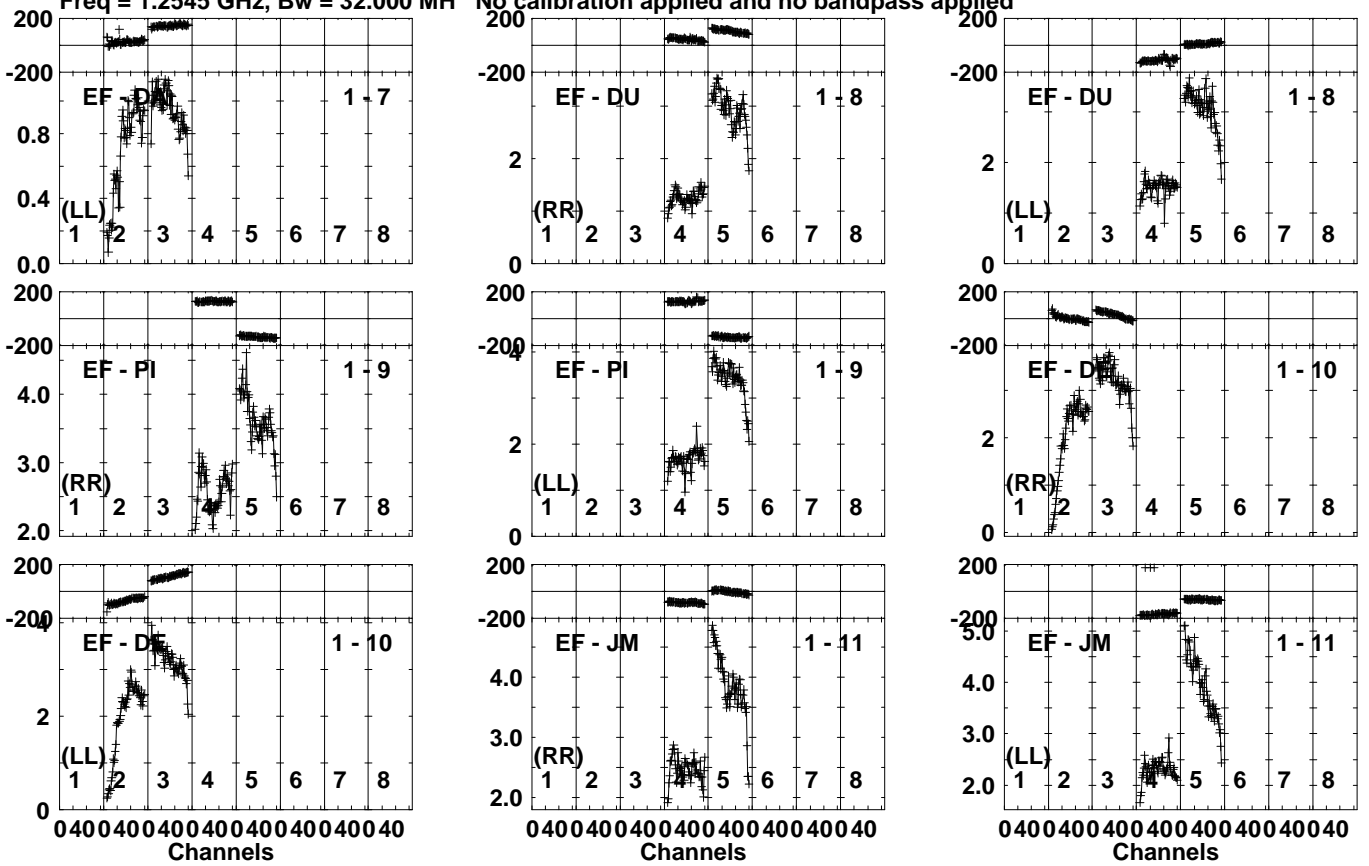 Freq = 1.2545 GHz, Bw = 32.000 MH No calibration applied and no bandpass applied
200 200 200
-200 -200 -200
EF - DA 1 - 7 EF - DU 1 - 8 EF - DU 1 - 8
0.8 2 2
0.4
(LL) (RR) (LL)
1 2 3 4 5 6 7 8 1 2 3 4 5 6 7 8 1 2 3 4 5 6 7 8
0.0 0 0
200 200 200
-200 -200 -200
4
EF - PI 1 - 9 EF - PI 1 - 9 EF - DE 1 - 10
4.0
3.0 2 2
(RR) (LL) (RR)
1 2 3 4 5 6 7 8 1 2 3 4 5 6 7 8 1 2 3 4 5 6 7 8
2.0 0 0
200 200 200
-200 -200 -200
4 5.0
EF - DE 1 - 10 EF - JM 1 - 11 EF - JM 1 - 11
4.0 4.0
2 3.0 3.0
(LL) (RR) (LL)
1 2 3 4 5 6 7 8 1 2 3 4 5 6 7 8 1 2 3 4 5 6 7 8
0 2.0 2.0
0 40 0 40 0 40 0 40 0 40 0 40 0 40 0 40 0 40 0 40 0 40 0 40 0 40 0 40 0 40 0 40 0 40 0 40 0 40 0 40 0 40 0 40 0 40 0 40
Channels Channels Channels